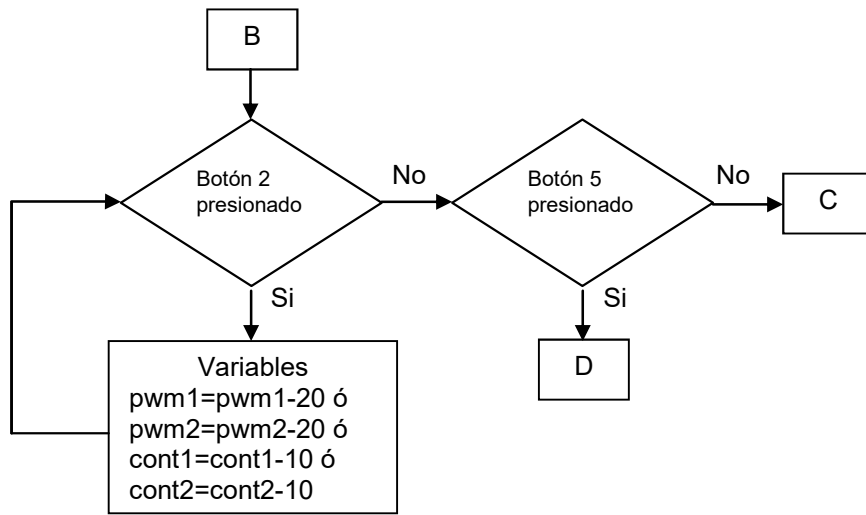 B
Botón 2
presionado
No
Botón 5
presionado
No
C
Si
Si
D
Variables
pwm1=pwm1-20 ó
pwm2=pwm2-20 ó
cont1=cont1-10 ó
cont2=cont2-10